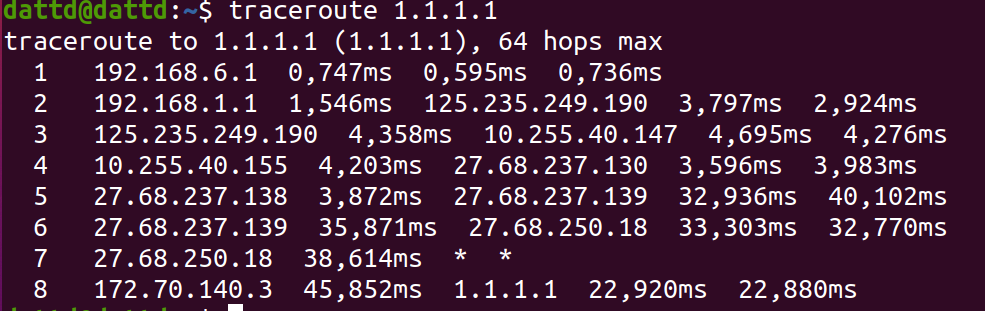 dattd@dattd:~$ traceroute 1.1.1.1
traceroute to 1.1.1.1 (1.1.1.1), 64 hops max
1 192.168.6.1 0,747ms 0,595ms 0,736ms
2 192.168.1.1 1,546ms 125.235.249.190 3,797ms 2,924ms
3 125.235.249.190 4,358ms 10.255.40.147 4,695ms 4,276ms
4 10.255.40.155 4,203ms 27.68.237.130 3,596ms 3,983ms
5 27.68.237.138 3,872ms 27.68.237.139 32,936ms 40,102ms
6 27.68.237.139 35,871ms 27.68.250.18 33,303ms 32,770ms
7 27.68.250.18 38,614ms * *
8 172.70.140.3 45,852ms 1.1.1.1 22,920ms 22,880ms